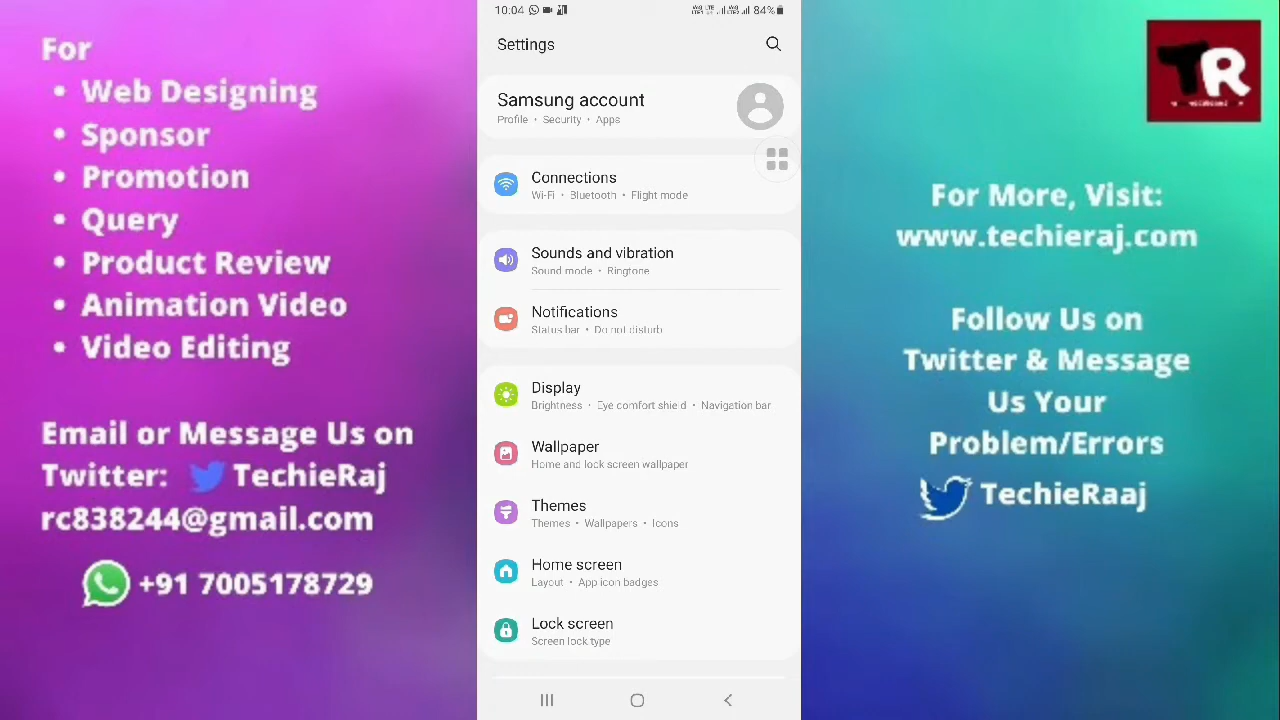 For
• Web Designing
• Sponsor
• Promotion
• Query
• Product Review
• Animation Video
• Video Editing
Email or Message Us on
Twitter: TechieRaj
rc838244@gmail.com
+91 7005178729
10:04
84%
Settings
Samsung account
Profile • Security • Apps
Connections
Wi-Fi • Bluetooth • Flight mode
Sounds and vibration
Sound mode • Ringtone
Notifications
Status bar • Do not disturb
Display
Brightness • Eye comfort shield • Navigation bar
Wallpaper
Home and lock screen wallpaper
Themes
Themes • Wallpapers • Icons
Home screen
Layout • App icon badges
Lock screen
Screen lock type
TR
For More, Visit:
www.techieraj.com
Follow Us on
Twitter & Message
Us Your
Problem/Errors
TechieRaaj